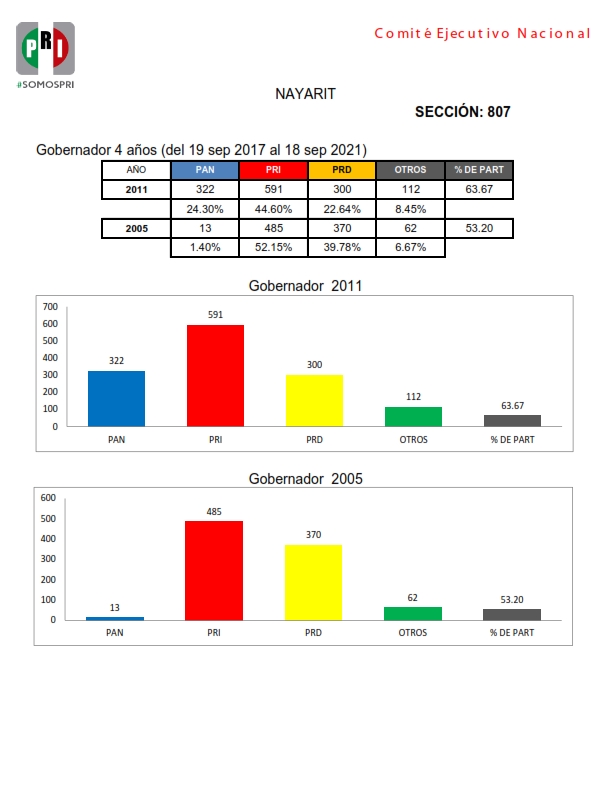 PRI
#SOMOSPRI
Comité Ejecutivo Nacional
NAYARIT
SECCIÓN: 807
Gobernador 4 años (del 19 sep 2017 al 18 sep 2021)
AÑO PAN PRI PRD OTROS % DE PART
2011 322 591 300 112 63.67
24.30% 44.60% 22.64% 8.45%
2005 13 485 370 62 53.20
1.40% 52.15% 39.78% 6.67%
Gobernador 2011
700
600
500
400
300
200
100
0
322
591
300
112
63.67
PAN PRI PRD OTROS % DE PART
Gobernador 2005
600
500
400
300
200
100
0
13
485
370
62
53.20
PAN PRI PRD OTROS % DE PART